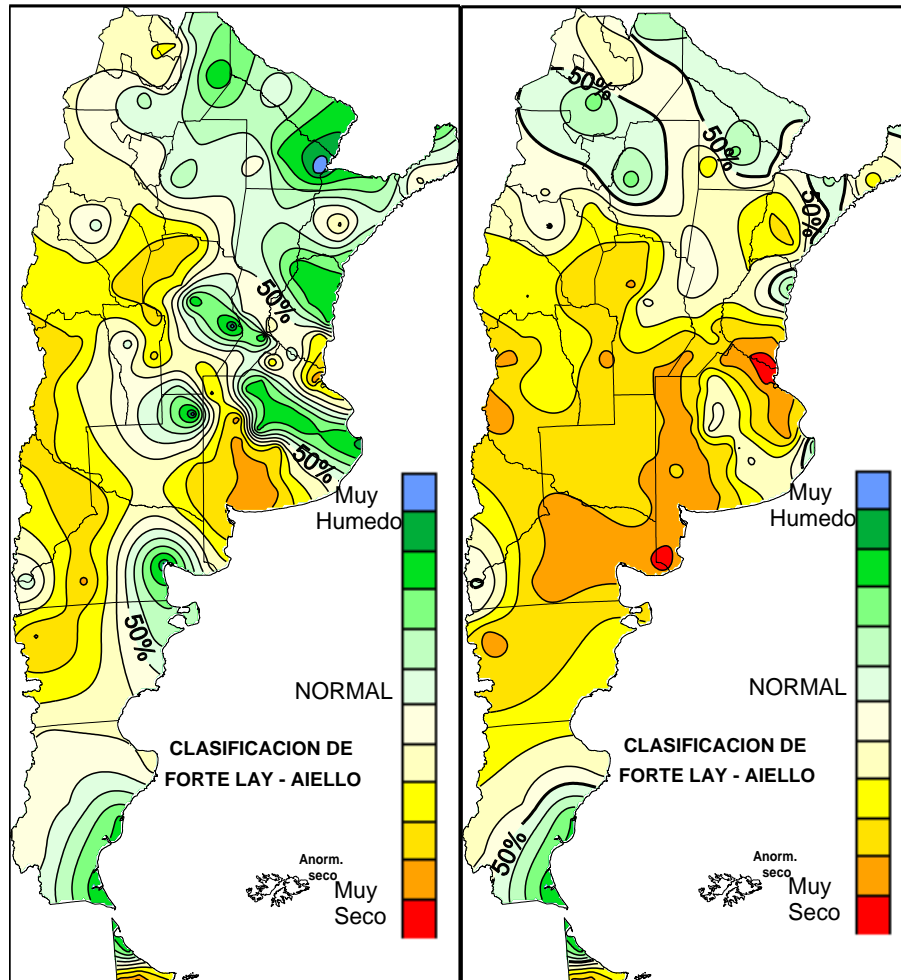 50%
50%
50%
Muy
Humedo
NORMAL
CLASIFICACION DE
FORTE LAY - AIELLO
Anorm.
seco
Muy
Seco
50%
50%
50%
Muy
Humedo
NORMAL
CLASIFICACION DE
FORTE LAY - AIELLO
50%
Anorm.
seco
Muy
Seco